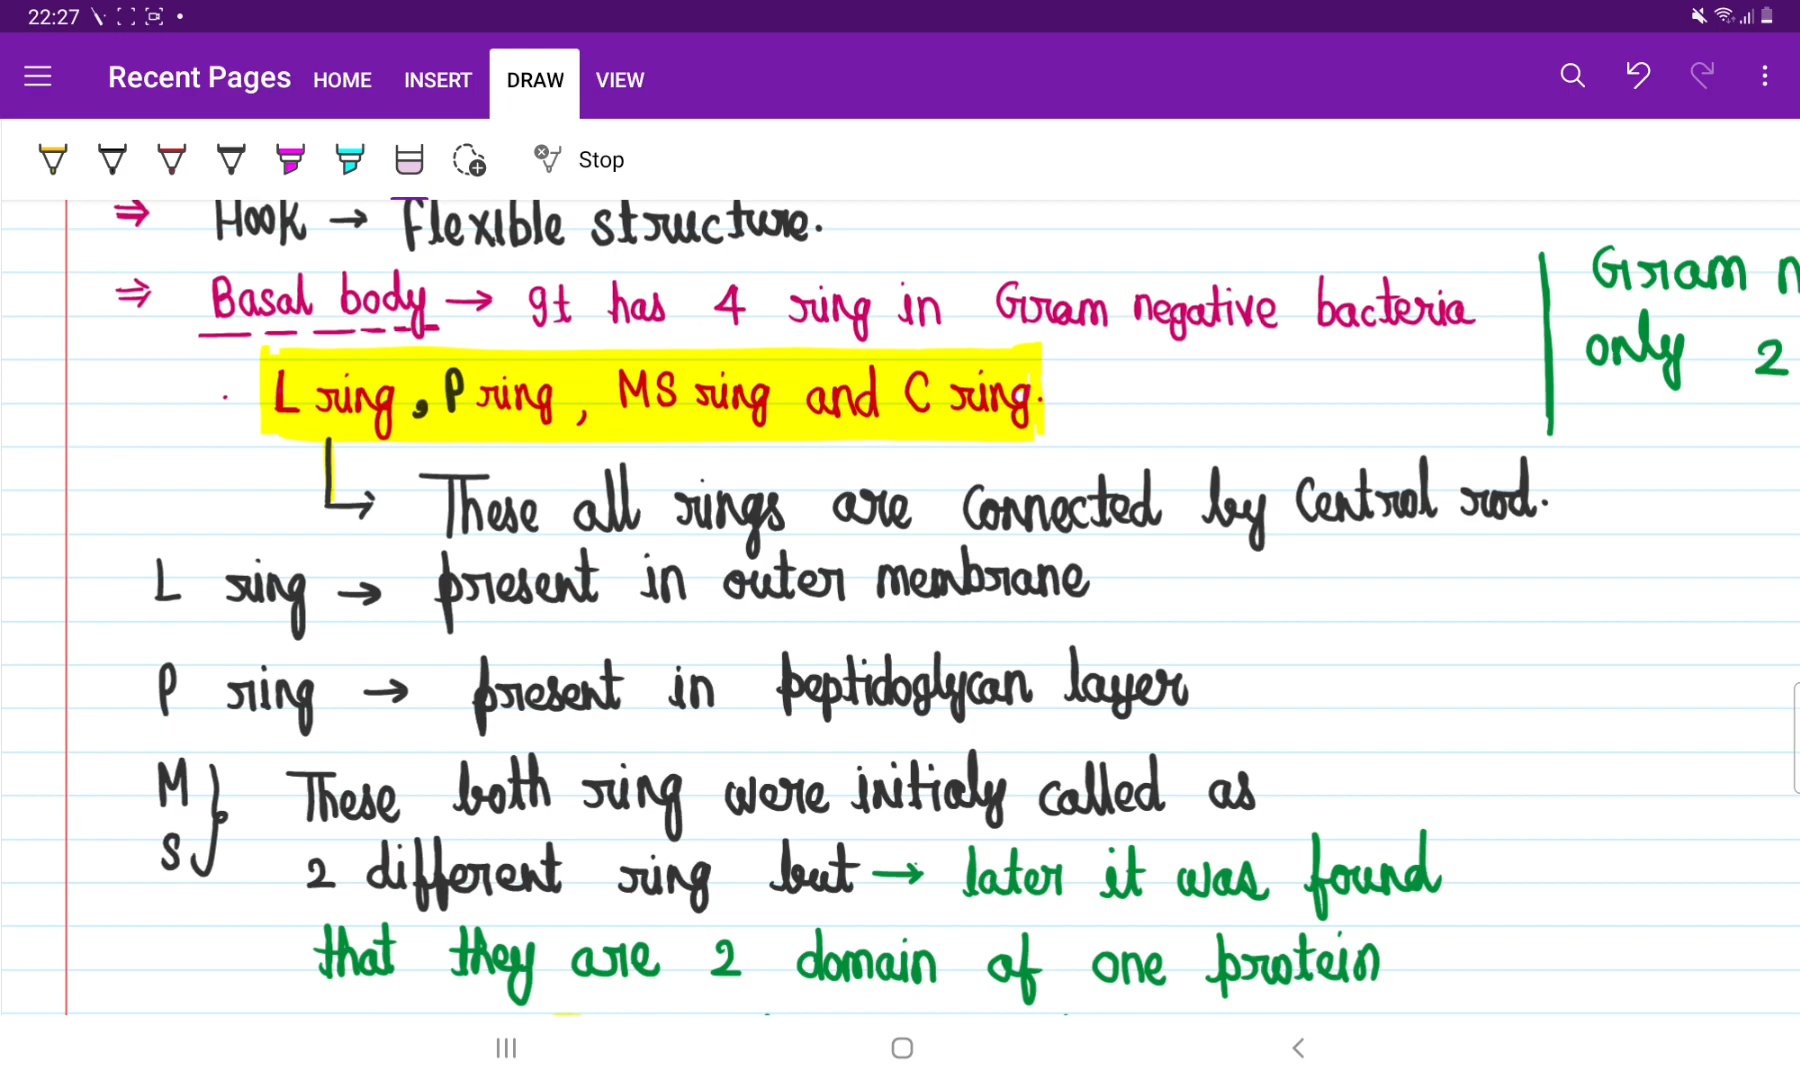 22:27
Recent Pages HOME INSERT DRAW VIEW
Stop
⇒ Hook → flexible structure.
⇒ Basal body → It has 4 ring in Gram negative bacteria
Gram n
only 2
L ring, P ring, MS ring and C ring.
↳ These all rings are connected by Central rod.
L ring → present in outer membrane
P ring → present in peptidoglycan layer
M
S } These both ring were initialy called as
2 different ring but → later it was found
that they are 2 domain of one protein